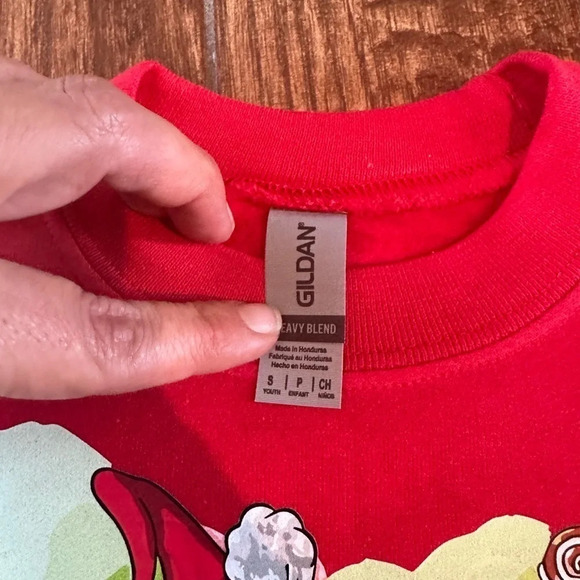 GILDAN®
EAVY BLEND
Made in Honduras
Fabriqué au Honduras
Hecho en Honduras
S | P | CH
YOUTH ENFANT NIÑOS